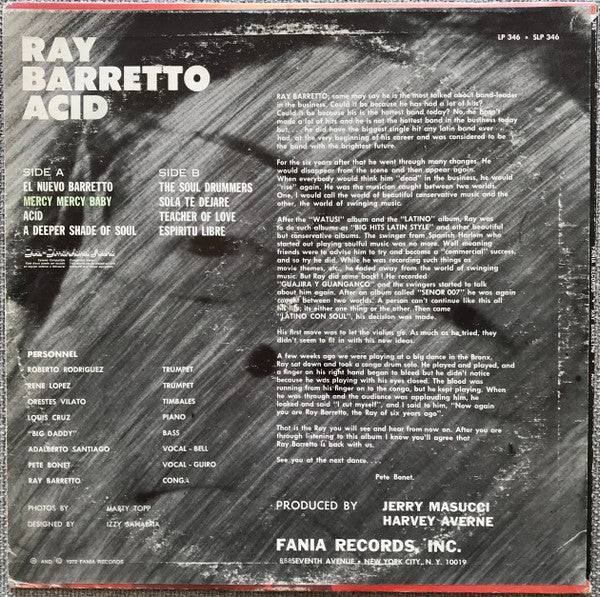 RAY
BARRETTO
ACID
LP 346 • SLP 346
SIDE A
EL NUEVO BARRETTO
MERCY MERCY BABY
ACID
A DEEPER SHADE OF SOUL
SIDE B
THE SOUL DRUMMERS
SOLA TE DEJARE
TEACHER OF LOVE
ESPIRITU LIBRE
PERSONNEL
ROBERTO RODRIGUEZ TRUMPET
RENE LOPEZ TRUMPET
ORESTES VILATO TIMBALES
LOUIS CRUZ PIANO
"BIG DADDY" BASS
ADALBERTO SANTIAGO VOCAL - BELL
PETE BONET VOCAL - GUIRO
RAY BARRETTO CONGA
PHOTOS BY MARTY TOPP
DESIGNED BY IZZY SANABRIA
℗ AND © 1972 FANIA RECORDS
RAY BARRETTO, some may say he is the most talked about band-leader
in the business. Could it be because he has had a lot of hits?
Could it be because his is the hottest band today? No, he hasn't
made a lot of hits and he is not the hottest band in the business today
but. . . he did have the biggest single hit any latin band ever
had, at the very beginning of his career and was considered to be
the band with the brightest future.
For the six years after that he went through many changes. He
would disappear from the scene and then appear again.
When everybody would think him "dead" in the business, he would
"rise" again. He was the musician caught between two worlds.
One, I would call the world of beautiful conservative music and the
other, the world of swinging music.
After the "WATUSI" album and the "LATINO" album, Ray was
to do such albums as "BIG HITS LATIN STYLE" and other beautiful
but conservative albums. The swinger from Spanish Harlem who
started out playing soulful music was no more. Well meaning
friends were to advise him to try and become a "commercial" success,
and so to try he did. While he was recording such things as
movie themes, etc., he faded away from the world of swinging
music. But Ray did come back! He recorded
"GUAJIRA Y GUANGANCO" and the swingers started to talk
about him again. After an album called "SENOR 007" he was again
caught between two worlds. A person can't continue like this all
his life; its either one thing or the other. Then came
"LATINO CON SOUL", his decision was made.
His first move was to let the violins go. As much as he tried, they
didn't seem to fit in with his new ideas.
A few weeks ago we were playing at a big dance in the Bronx.
Ray sat down and took a conga drum solo. He played and played, and
a finger on his right hand began to bleed but he didn't notice
because he was playing with his eyes closed. The blood was
running from his finger on to the conga, but he kept playing. When
he was through and the audience was applauding him, he
looked and said "I cut myself", and I said to him, "Now again
you are Ray Barretto, the Ray of six years ago".
That is the Ray you will see and hear from now on. After you are
through listening to this album I know you'll agree that
Ray Barretto is back with us.
See you at the next dance. . .
Pete Bonet.
PRODUCED BY JERRY MASUCCI
HARVEY AVERNE
FANIA RECORDS, INC.
888 SEVENTH AVENUE • NEW YORK CITY, N. Y. 10019